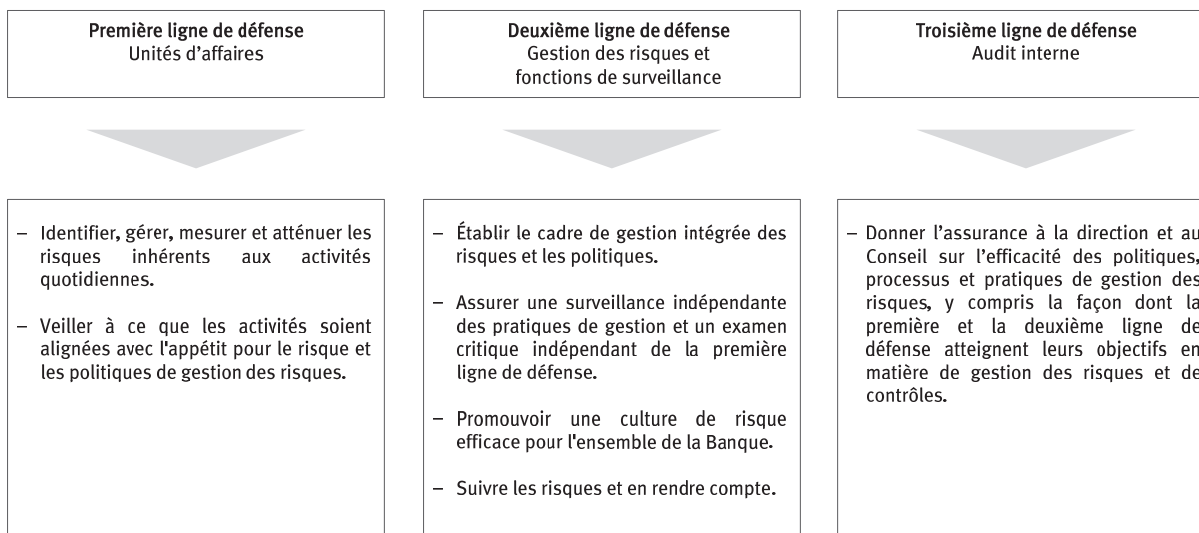 Première ligne de défense
Unités d’affaires
Deuxième ligne de défense
Gestion des risques et
fonctions de surveillance
Troisième ligne de défense
Audit interne
– Identifier, gérer, mesurer et atténuer les
risques inhérents aux activités
quotidiennes.
– Veiller à ce que les activités soient
alignées avec l'appétit pour le risque et
les politiques de gestion des risques.
– Établir le cadre de gestion intégrée des
risques et les politiques.
– Assurer une surveillance indépendante
des pratiques de gestion et un examen
critique indépendant de la première
ligne de défense.
– Promouvoir une culture de risque
efficace pour l'ensemble de la Banque.
– Suivre les risques et en rendre compte.
– Donner l’assurance à la direction et au
Conseil sur l’efficacité des politiques,
processus et pratiques de gestion des
risques, y compris la façon dont la
première et la deuxième ligne de
défense atteignent leurs objectifs en
matière de gestion des risques et de
contrôles.